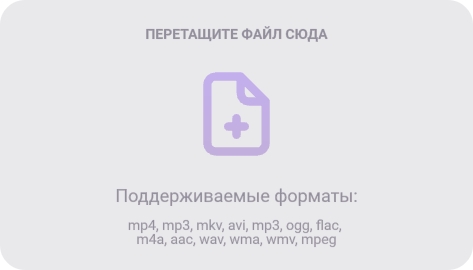 ПЕРЕТАЩИТЕ ФАЙЛ СЮДА
Поддерживаемые форматы:
mp4, mp3, mkv, avi, mp3, ogg, flac,
m4a, aac, wav, wma, wmv, mpeg